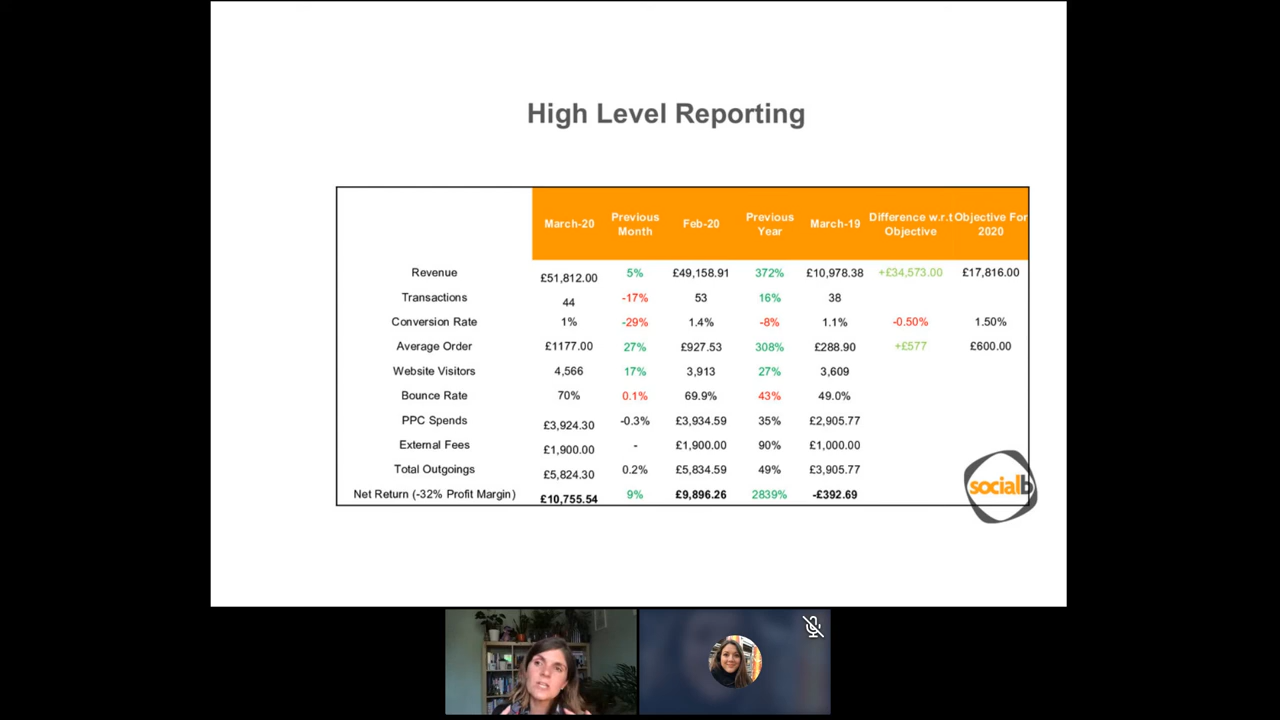 High Level Reporting
March-20 Previous Month Feb-20 Previous Year March-19 Difference w.r.t Objective Objective For 2020
Revenue £51,812.00 5% £49,158.91 372% £10,978.38 +£34,573.00 £17,816.00
Transactions 44 -17% 53 16% 38
Conversion Rate 1% -29% 1.4% -8% 1.1% -0.50% 1.50%
Average Order £1177.00 27% £927.53 308% £288.90 +£577 £600.00
Website Visitors 4,566 17% 3,913 27% 3,609
Bounce Rate 70% 0.1% 69.9% 43% 49.0%
PPC Spends £3,924.30 -0.3% £3,934.59 35% £2,905.77
External Fees £1,900.00 - £1,900.00 90% £1,000.00
Total Outgoings £5,824.30 0.2% £5,834.59 49% £3,905.77
Net Return (-32% Profit Margin) £10,755.54 9% £9,896.26 2839% -£392.69
socialb